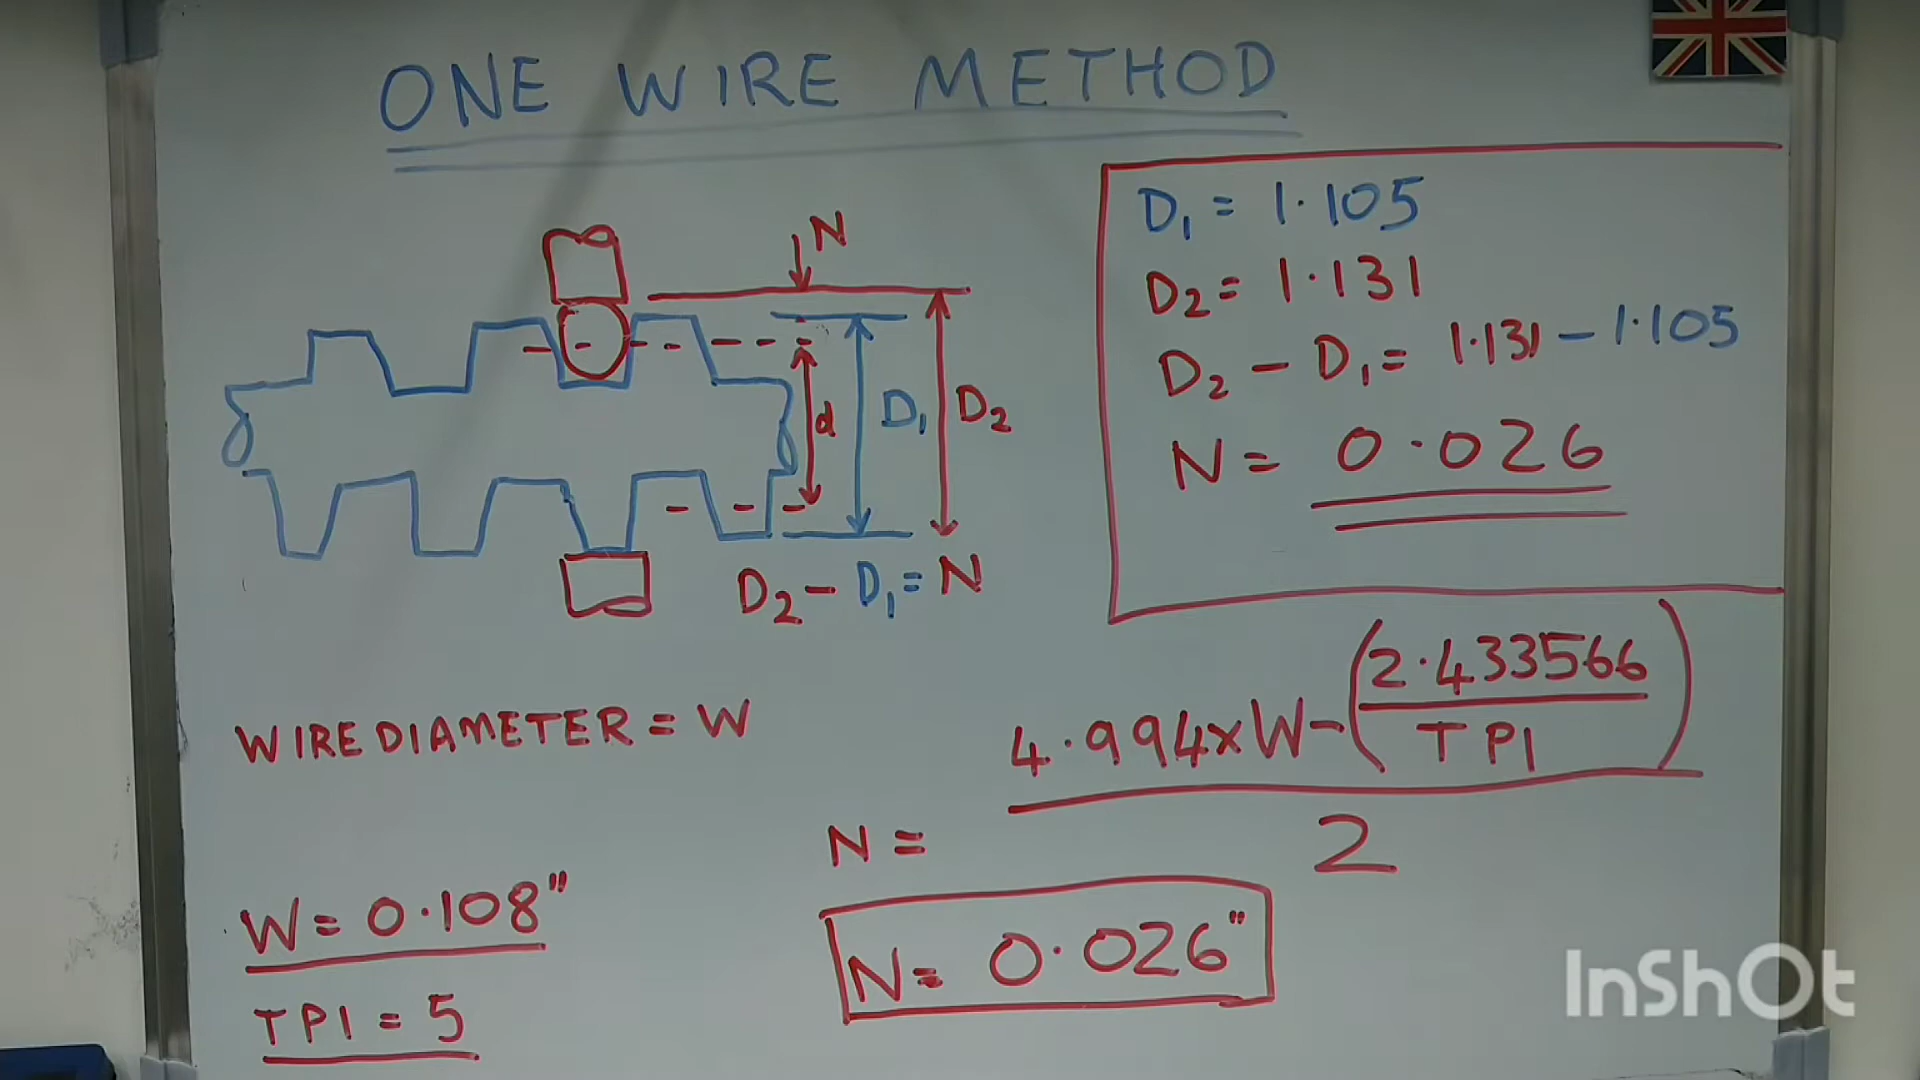 ONE WIRE METHOD
N
d
D₁
D₂
D₂ - D₁ = N
D₁ = 1.105
D₂ = 1.131
D₂ - D₁ = 1.131 - 1.105
N = 0.026
WIRE DIAMETER = W
W = 0.108"
TPI = 5
4.994xW-(2.433566
TPI)
N =
2
N = 0.026"
InShOt